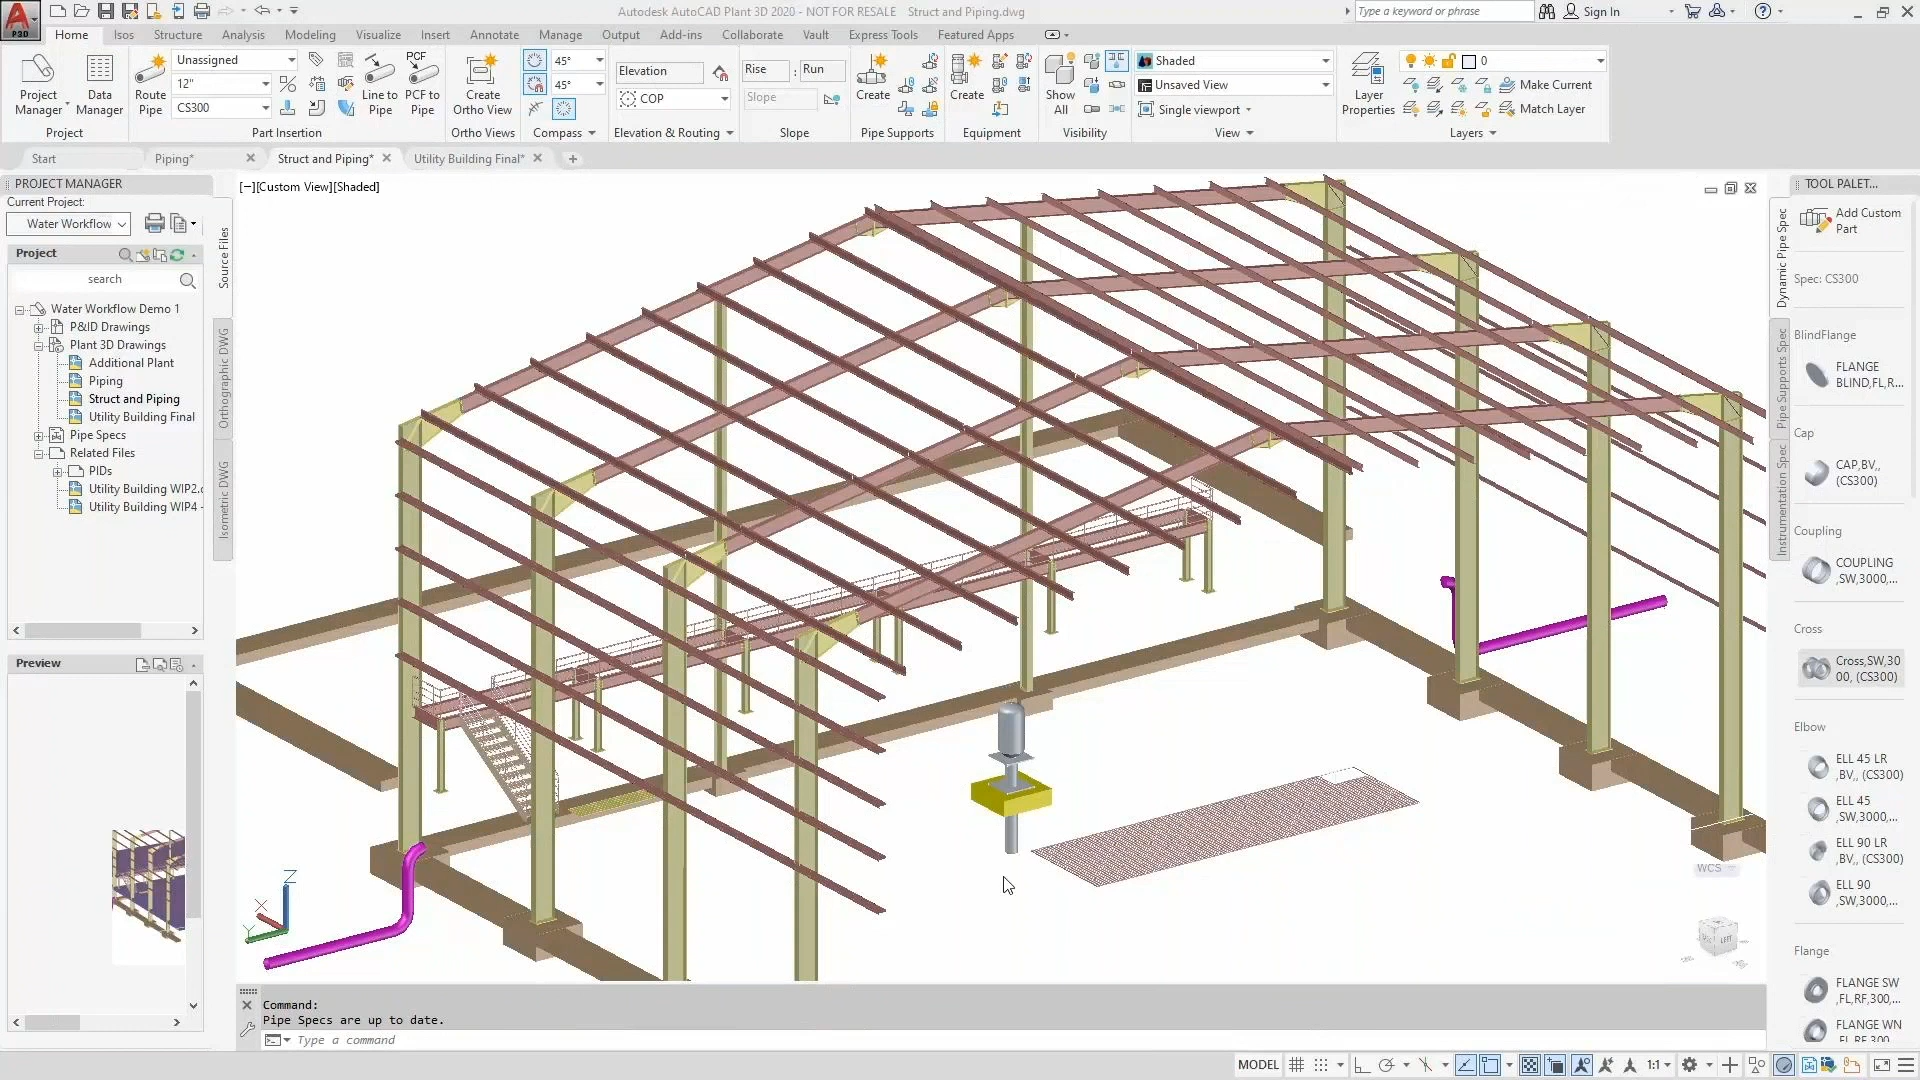 Autodesk AutoCAD Plant 3D 2020 - NOT FOR RESALE   Struct and Piping.dwg
Type a keyword or phrase
Sign In
P3D
Home
Isos
Structure
Analysis
Modeling
Visualize
Insert
Annotate
Manage
Output
Add-ins
Collaborate
Vault
Express Tools
Featured Apps
Project Manager
Data Manager
Project
Route Pipe
Unassigned
12"
CS300
Line to Pipe
PCF
PCF to Pipe
Part Insertion
Create Ortho View
Ortho Views
45°
45°
Compass
Elevation
COP
Elevation & Routing
Rise : Run
Slope
Slope
Create
Pipe Supports
Create
Equipment
Show All
Visibility
Shaded
Unsaved View
Single viewport
View
Layer Properties
0
Make Current
Match Layer
Layers
Start
Piping*
Struct and Piping*
Utility Building Final*
PROJECT MANAGER
Current Project:
Water Workflow
Project
search
Water Workflow Demo 1
P&ID Drawings
Plant 3D Drawings
Additional Plant
Piping
Struct and Piping
Utility Building Final
Pipe Specs
Related Files
PIDs
Utility Building WIP2.
Utility Building WIP4 -
Source Files
Orthographic DWG
Isometric DWG
Preview
[−][Custom View][Shaded]
Z
X
Y
WCS
LEFT
Command:
Pipe Specs are up to date.
Type a command
TOOL PALET...
Add Custom Part
Spec: CS300
BlindFlange
FLANGE BLIND,FL,R...
Cap
CAP,BV,, (CS300)
Coupling
COUPLING ,SW,3000,...
Cross
Cross,SW,30 00, (CS300)
Elbow
ELL 45 LR ,BV,, (CS300)
ELL 45 ,SW,3000,...
ELL 90 LR ,BV,, (CS300)
ELL 90 ,SW,3000,...
Flange
FLANGE SW ,FL,RF,300,...
FLANGE WN ,FL,RF,300
Dynamic Pipe Spec
Pipe Supports Spec
Instrumentation Spec
MODEL
1:1